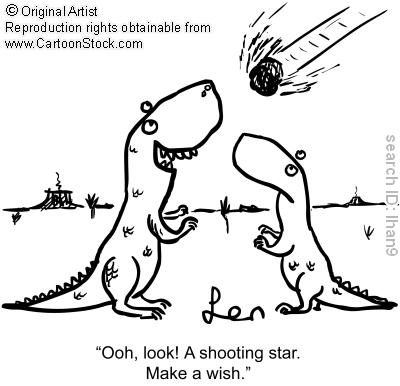 © Original Artist
Reproduction rights obtainable from
www.CartoonStock.com
search ID: lhan9
Len
“Ooh, look! A shooting star.
Make a wish.”